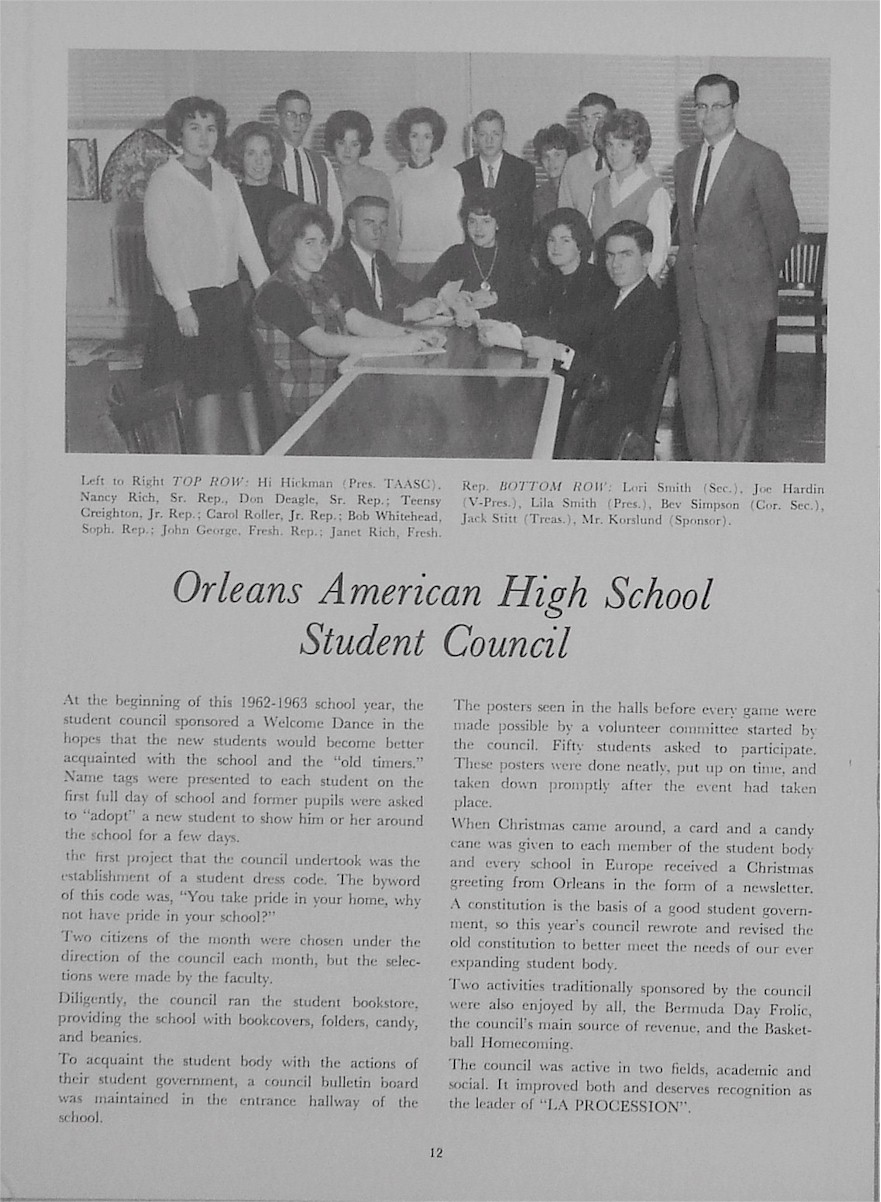 Left to Right TOP ROW: Hi Hickman (Pres. TAASC),
Nancy Rich, Sr. Rep., Don Deagle, Sr. Rep.; Teensy
Creighton, Jr. Rep.; Carol Roller, Jr. Rep.; Bob Whitehead,
Soph. Rep.; John George, Fresh. Rep.; Janet Rich, Fresh.
Rep. BOTTOM ROW: Lori Smith (Sec.), Joe Hardin
(V-Pres.), Lila Smith (Pres.), Bev Simpson (Cor. Sec.),
Jack Stitt (Treas.), Mr. Korslund (Sponsor).
Orleans American High School
Student Council
At the beginning of this 1962-1963 school year, the
student council sponsored a Welcome Dance in the
hopes that the new students would become better
acquainted with the school and the “old timers.”
Name tags were presented to each student on the
first full day of school and former pupils were asked
to “adopt” a new student to show him or her around
the school for a few days.
the first project that the council undertook was the
establishment of a student dress code. The byword
of this code was, “You take pride in your home, why
not have pride in your school?”
Two citizens of the month were chosen under the
direction of the council each month, but the selec-
tions were made by the faculty.
Diligently, the council ran the student bookstore,
providing the school with bookcovers, folders, candy,
and beanies.
To acquaint the student body with the actions of
their student government, a council bulletin board
was maintained in the entrance hallway of the
school.
The posters seen in the halls before every game were
made possible by a volunteer committee started by
the council. Fifty students asked to participate.
These posters were done neatly, put up on time, and
taken down promptly after the event had taken
place.
When Christmas came around, a card and a candy
cane was given to each member of the student body
and every school in Europe received a Christmas
greeting from Orleans in the form of a newsletter.
A constitution is the basis of a good student govern-
ment, so this year’s council rewrote and revised the
old constitution to better meet the needs of our ever
expanding student body.
Two activities traditionally sponsored by the council
were also enjoyed by all, the Bermuda Day Frolic,
the council’s main source of revenue, and the Basket-
ball Homecoming.
The council was active in two fields, academic and
social. It improved both and deserves recognition as
the leader of “LA PROCESSION”.
12